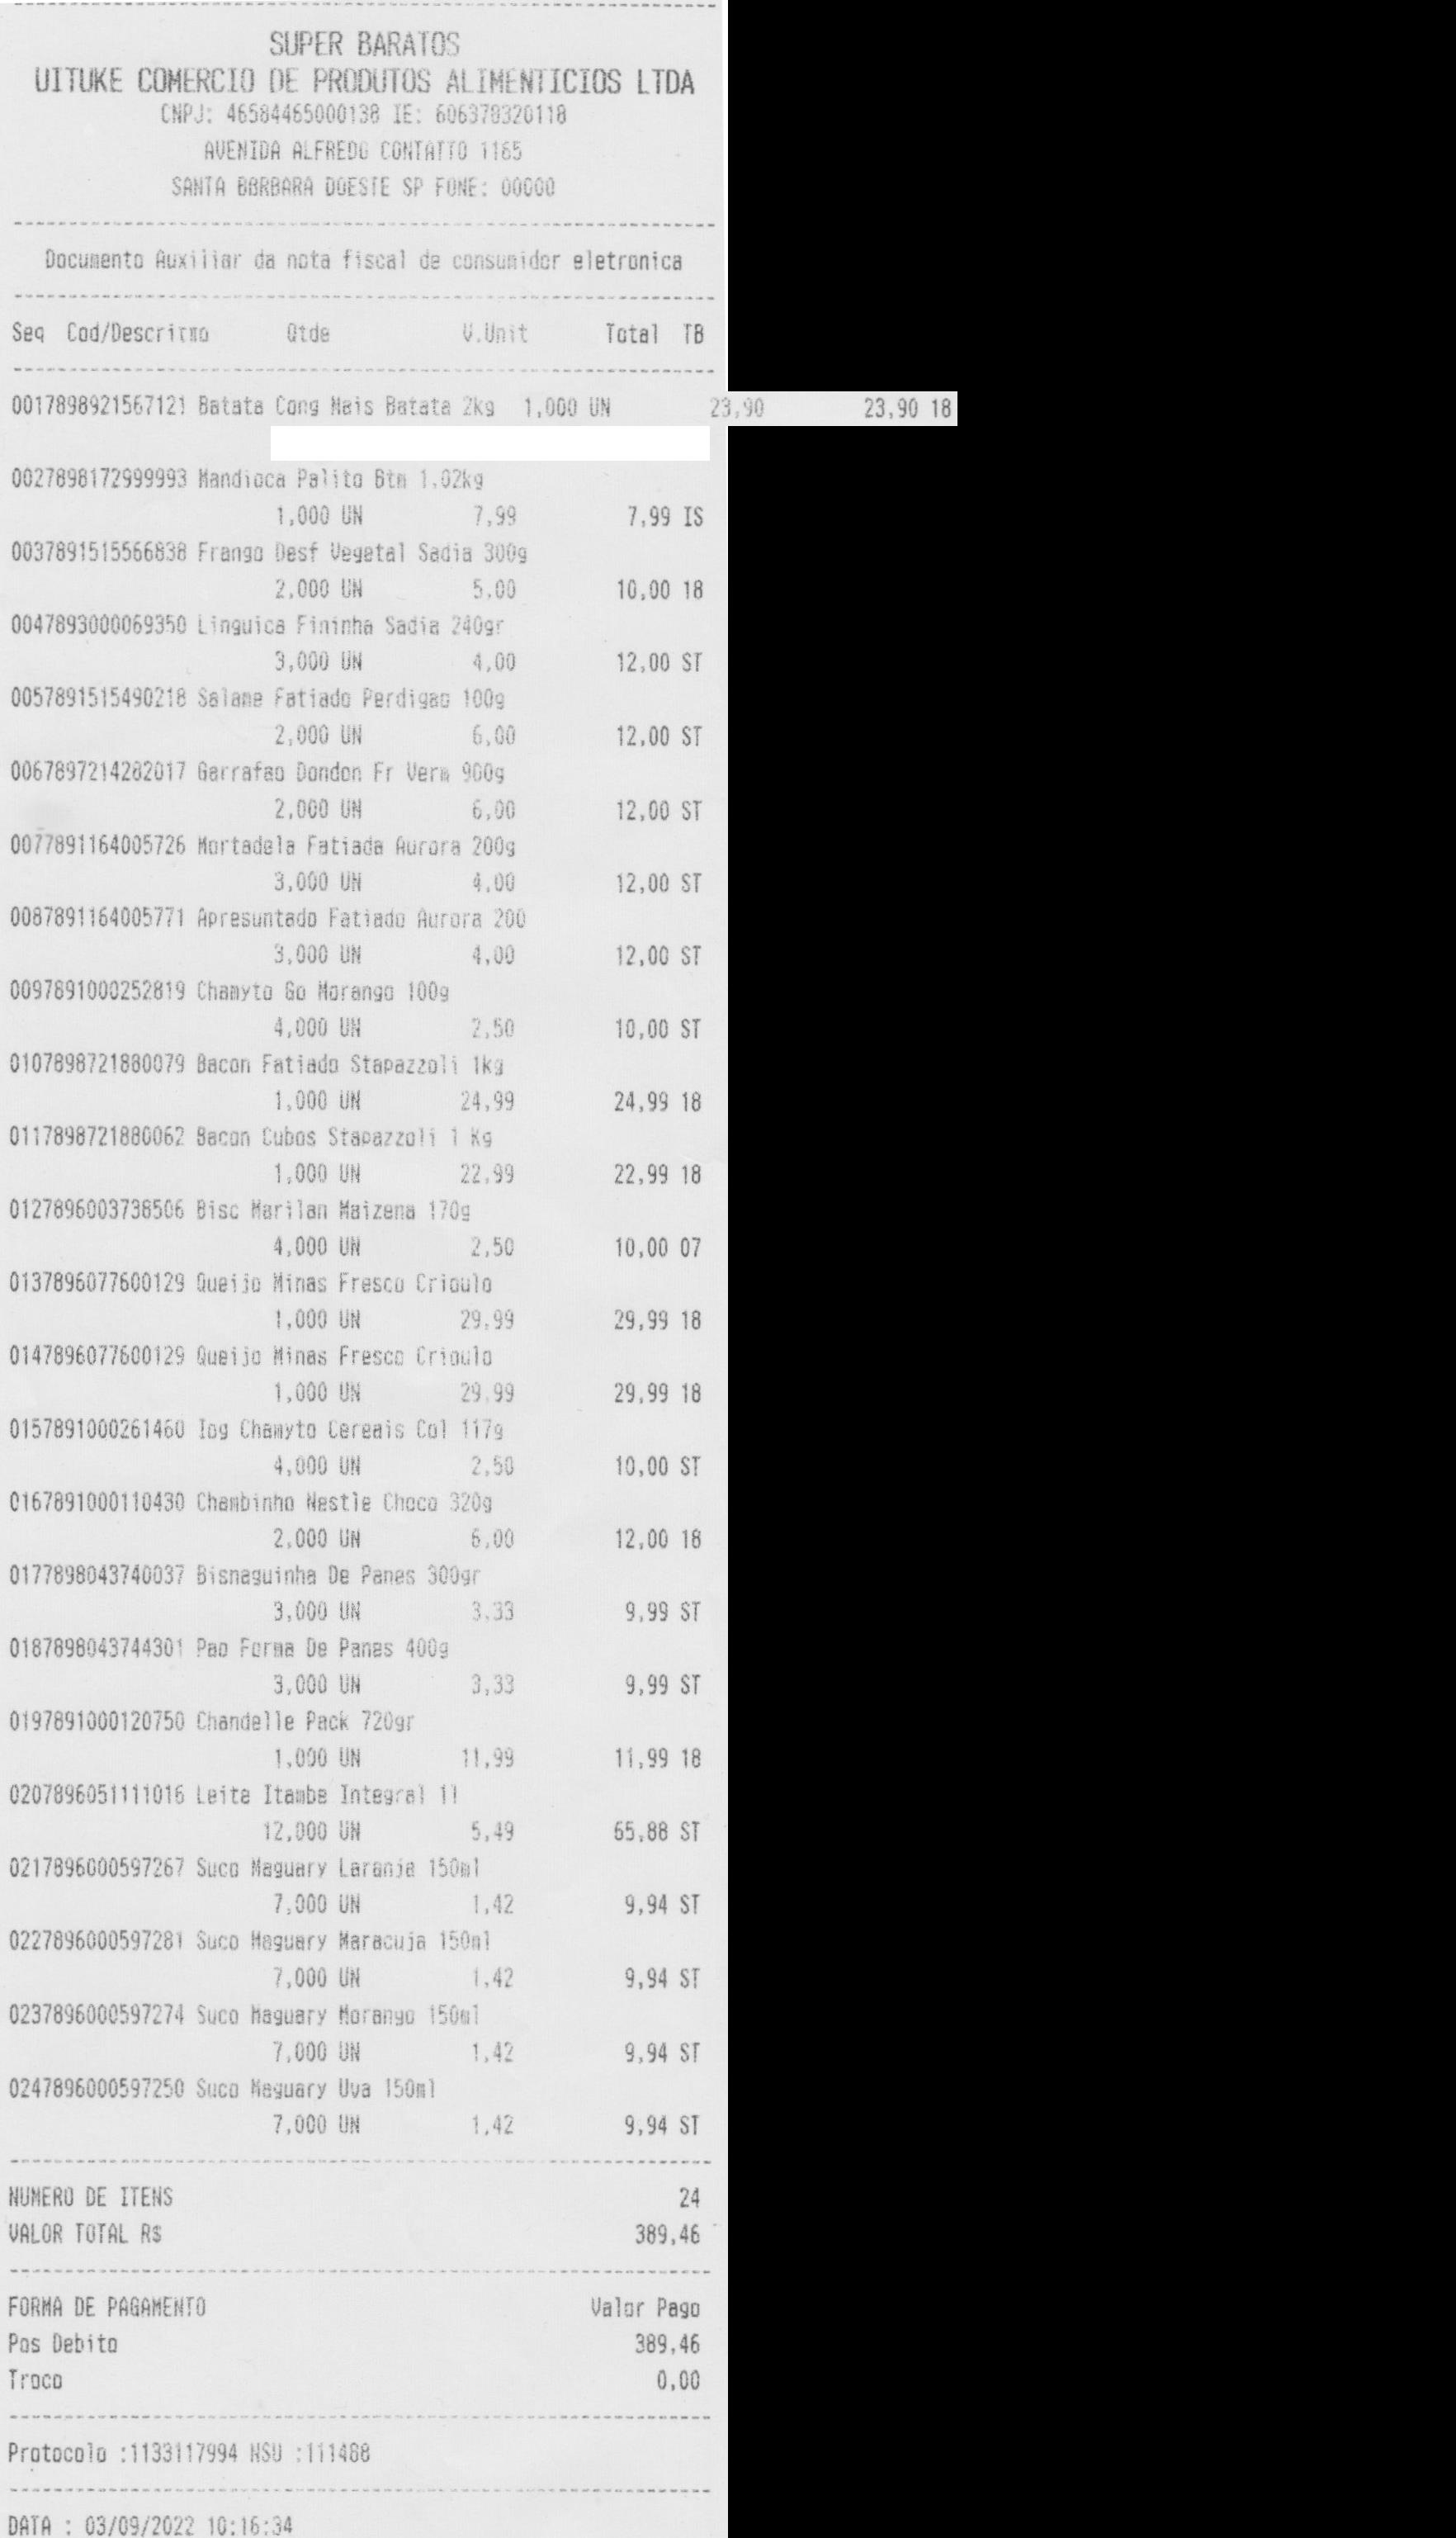 SUPER BARATOS
UITUKE COMERCIO DE PRODUTOS ALIMENTICIOS LTDA
CNPJ: 46584465000138 IE: 606370320118
AVENIDA ALFREDO CONTATTO 1165
SANTA BBRBARA DOESTE SP FONE: 00000
Documento Auxiliar da nota fiscal de consumidor eletronica
Seq Cod/Descritmo Qtde V.Unit Total TB
0017898921567121 Batata Cong Mais Batata 2kg 1,000 UN 23,90 23,90 18
0027898172999993 Mandioca Palito Btm 1,02kg
1,000 UN 7,99 7,99 IS
0037891515566838 Frango Desf Vegetal Sadia 300g
2,000 UN 5,00 10,00 18
0047893000069350 Linguica Fininha Sadia 240gr
3,000 UN 4,00 12,00 ST
0057891515490218 Salame Fatiado Perdigao 100g
2,000 UN 6,00 12,00 ST
0067897214282017 Garrafao Dondon Fr Verm 900g
2,000 UN 6,00 12,00 ST
0077891164005726 Mortadela Fatiada Aurora 200g
3,000 UN 4,00 12,00 ST
0087891164005771 Apresuntado Fatiado Aurora 200
3,000 UN 4,00 12,00 ST
0097891000252819 Chamyto Go Morango 100g
4,000 UN 2,50 10,00 ST
0107898721880079 Bacon Fatiado Stapazzoli 1kg
1,000 UN 24,99 24,99 18
0117898721880062 Bacon Cubos Stapazzoli 1 Kg
1,000 UN 22,99 22,99 18
0127896003738506 Bisc Marilan Maizena 170g
4,000 UN 2,50 10,00 07
0137896077600129 Queijo Minas Fresco Crioulo
1,000 UN 29,99 29,99 18
0147896077600129 Queijo Minas Fresco Crioulo
1,000 UN 29,99 29,99 18
0157891000261460 Iog Chamyto Cereais Col 117g
4,000 UN 2,50 10,00 ST
0167891000110430 Chambinho Nestle Choco 320g
2,000 UN 6,00 12,00 18
0177898043740037 Bisnaguinha De Panes 300gr
3,000 UN 3,33 9,99 ST
0187898043744301 Pao Forma De Panes 400g
3,000 UN 3,33 9,99 ST
0197891000120750 Chandelle Pack 720gr
1,000 UN 11,99 11,99 18
0207896051111016 Leite Itambe Integral 1l
12,000 UN 5,49 65,88 ST
0217896000597267 Suco Maguary Laranja 150ml
7,000 UN 1,42 9,94 ST
0227896000597281 Suco Maguary Maracuja 150ml
7,000 UN 1,42 9,94 ST
0237896000597274 Suco Maguary Morango 150ml
7,000 UN 1,42 9,94 ST
0247896000597250 Suco Maguary Uva 150ml
7,000 UN 1,42 9,94 ST
NUMERO DE ITENS 24
VALOR TOTAL R$ 389,46
FORMA DE PAGAMENTO Valor Pago
Pos Debito 389,46
Troco 0,00
Protocolo :1133117994 NSU :111488
DATA : 03/09/2022 10:16:34